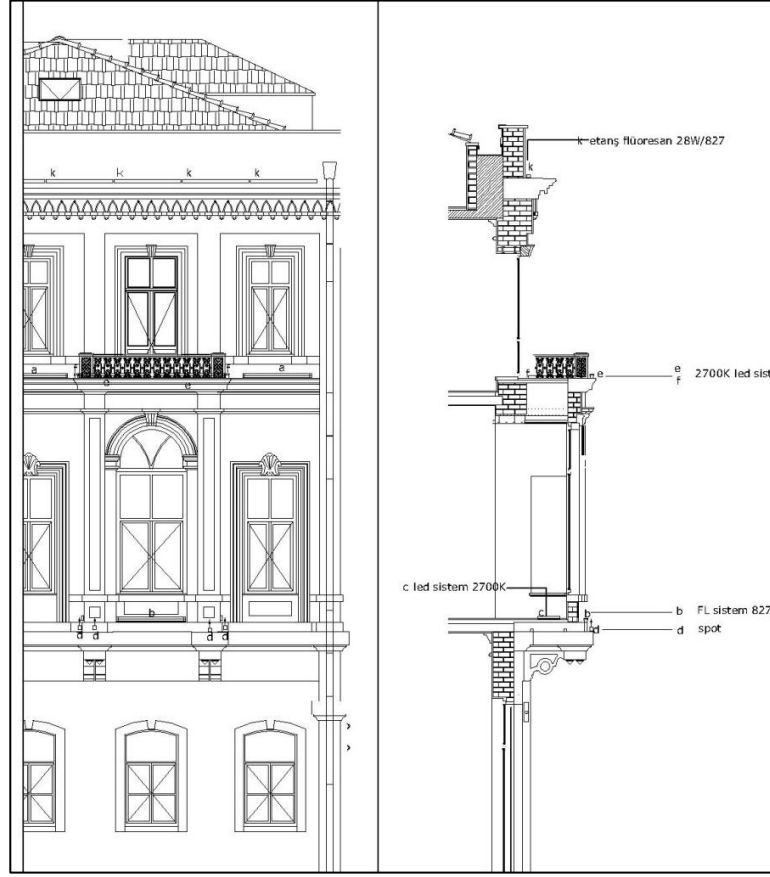 k k k k
a a
e e
b
d d d d
k-etanş flüoresan 28W/827
k
f e
e 2700K led sist
f
c led sistem 2700K
c
b b FL sistem 827
d d spot